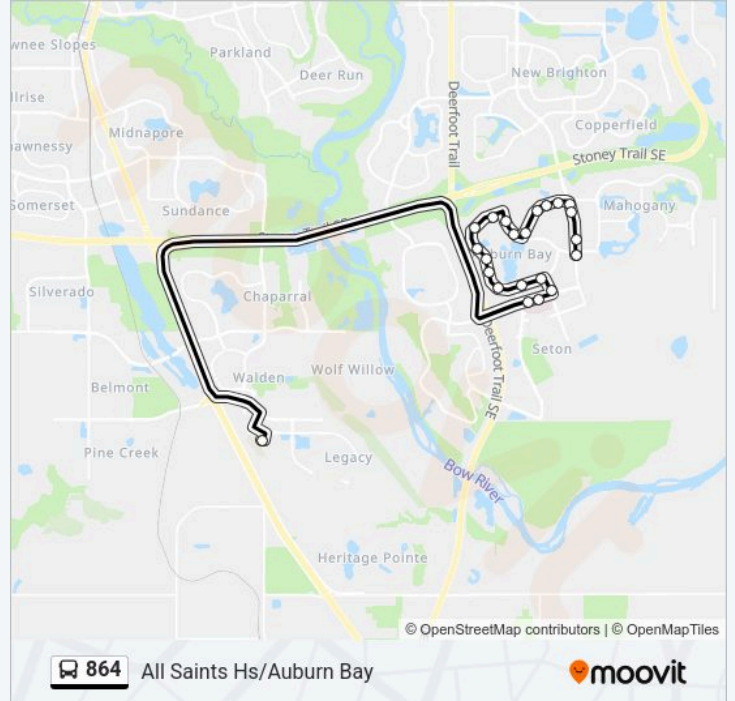 wnee Slopes
Parkland
Deer Run
New Brighton
llrise
Midnapore
Deerfoot Trail
Copperfield
awnessy
Stoney Trail SE
Somerset
Sundance
Mahogany
burn Bay
Silverado
Chaparral
Deerfoot Trail SE
Seton
Wolf Willow
Walden
Belmont
Pine Creek
Legacy
Bow River
Heritage Pointe
© OpenStreetMap contributors | © OpenMapTiles
864 All Saints Hs/Auburn Bay
moovit